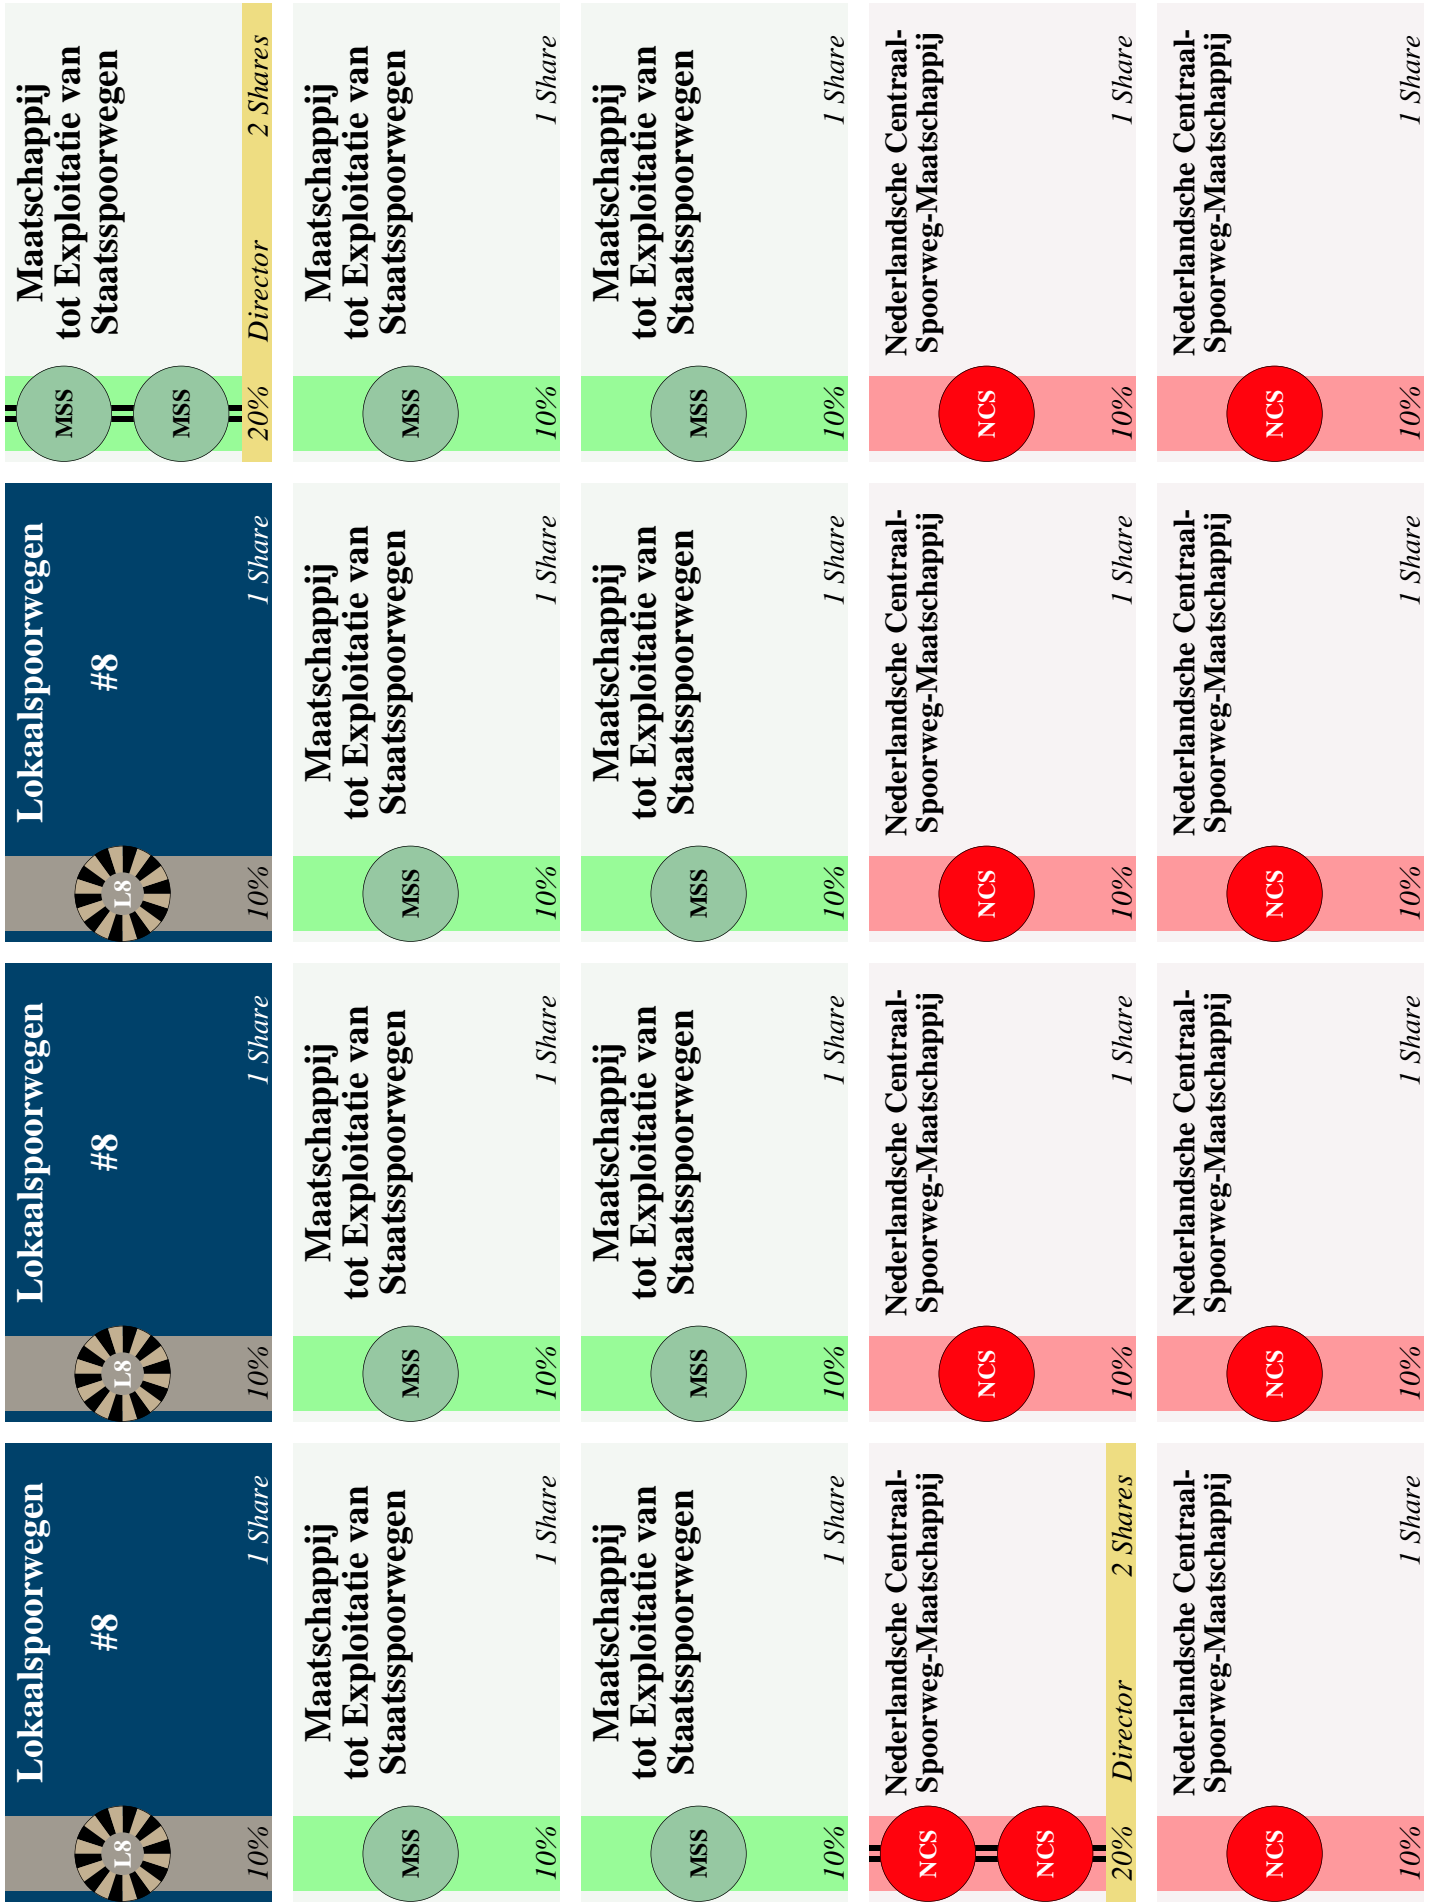 Lokaalspoorwegen
#8
L8
10% 1 Share
Lokaalspoorwegen
#8
L8
10% 1 Share
Lokaalspoorwegen
#8
L8
10% 1 Share
Maatschappij
tot Exploitatie van
Staatsspoorwegen
MSS
MSS
20% Director 2 Shares
Maatschappij
tot Exploitatie van
Staatsspoorwegen
MSS
10% 1 Share
Maatschappij
tot Exploitatie van
Staatsspoorwegen
MSS
10% 1 Share
Maatschappij
tot Exploitatie van
Staatsspoorwegen
MSS
10% 1 Share
Maatschappij
tot Exploitatie van
Staatsspoorwegen
MSS
10% 1 Share
Maatschappij
tot Exploitatie van
Staatsspoorwegen
MSS
10% 1 Share
Maatschappij
tot Exploitatie van
Staatsspoorwegen
MSS
10% 1 Share
Maatschappij
tot Exploitatie van
Staatsspoorwegen
MSS
10% 1 Share
Maatschappij
tot Exploitatie van
Staatsspoorwegen
MSS
10% 1 Share
Nederlandsche Centraal-
Spoorweg-Maatschappij
NCS
NCS
20% Director 2 Shares
Nederlandsche Centraal-
Spoorweg-Maatschappij
NCS
10% 1 Share
Nederlandsche Centraal-
Spoorweg-Maatschappij
NCS
10% 1 Share
Nederlandsche Centraal-
Spoorweg-Maatschappij
NCS
10% 1 Share
Nederlandsche Centraal-
Spoorweg-Maatschappij
NCS
10% 1 Share
Nederlandsche Centraal-
Spoorweg-Maatschappij
NCS
10% 1 Share
Nederlandsche Centraal-
Spoorweg-Maatschappij
NCS
10% 1 Share
Nederlandsche Centraal-
Spoorweg-Maatschappij
NCS
10% 1 Share